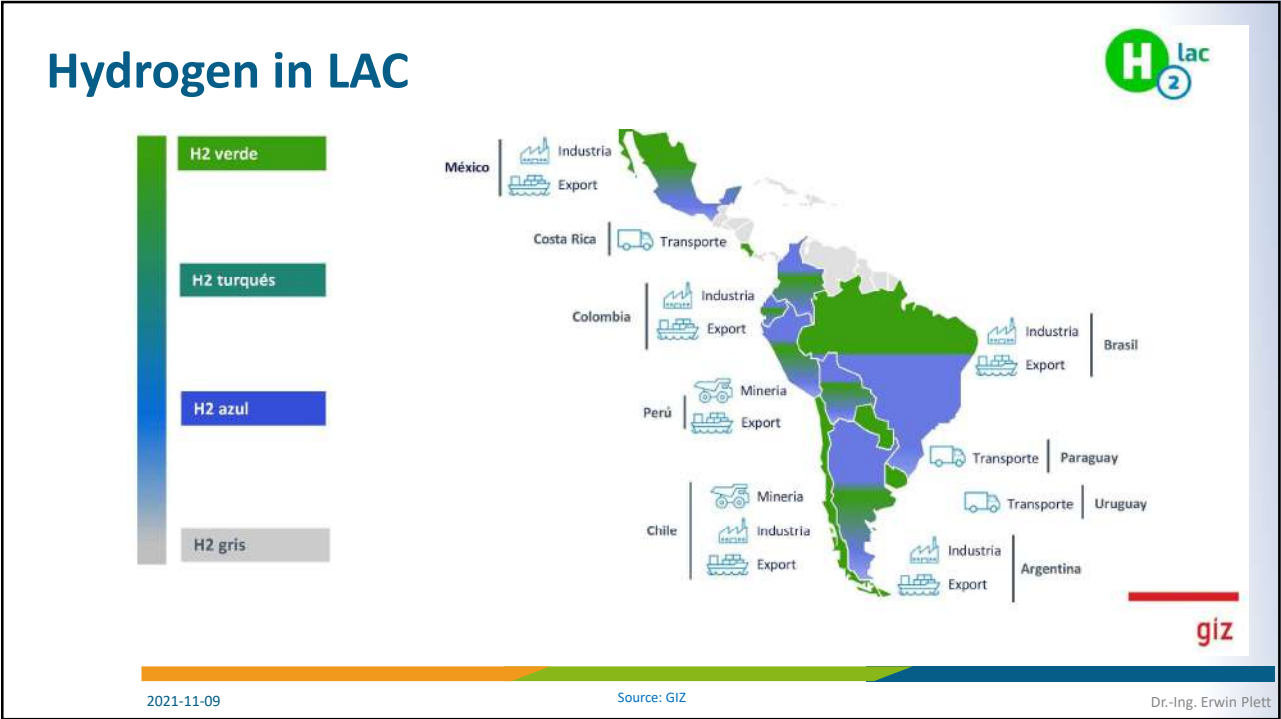 Hydrogen in LAC
H2 lac
H2 verde
H2 turqués
H2 azul
H2 gris
México
Industria
Export
Costa Rica
Transporte
Colombia
Industria
Export
Industria
Export
Brasil
Perú
Mineria
Export
Transporte
Paraguay
Transporte
Uruguay
Chile
Mineria
Industria
Export
Industria
Export
Argentina
giz
2021-11-09
Source: GIZ
Dr.-Ing. Erwin Plett